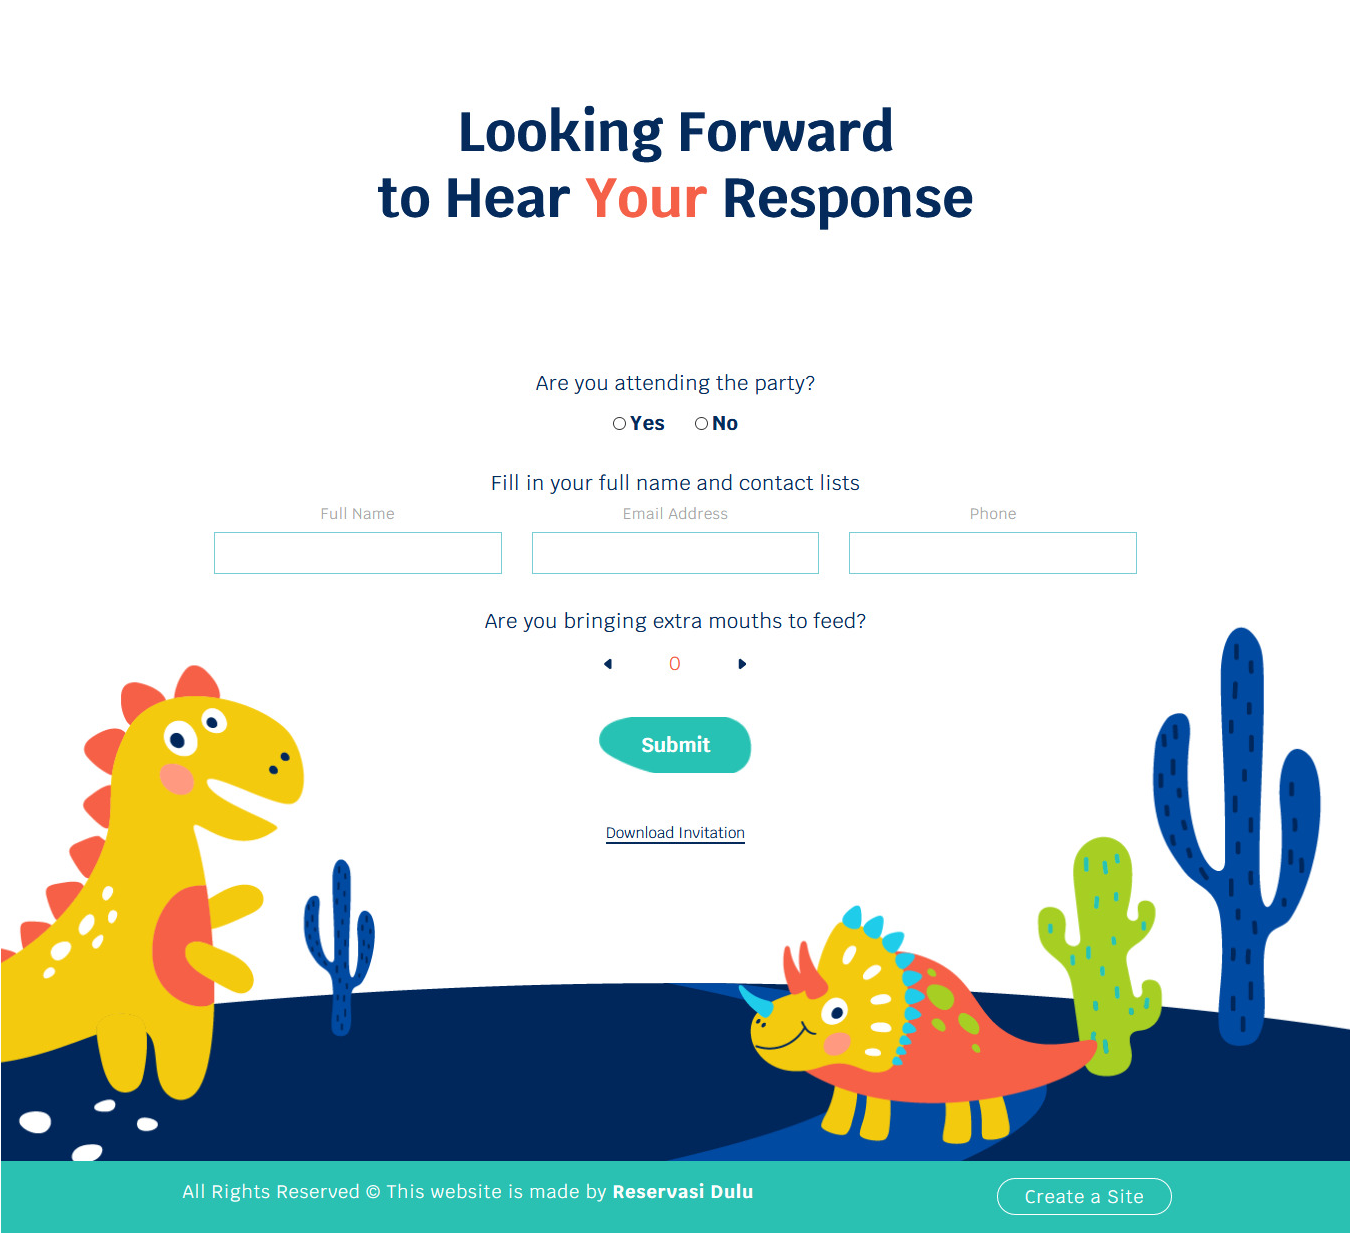 Looking Forward
to Hear Your Response
Are you attending the party?
Yes No
Fill in your full name and contact lists
Full Name Email Address Phone
Are you bringing extra mouths to feed?
0
Submit
Download Invitation
All Rights Reserved © This website is made by Reservasi Dulu
Create a Site